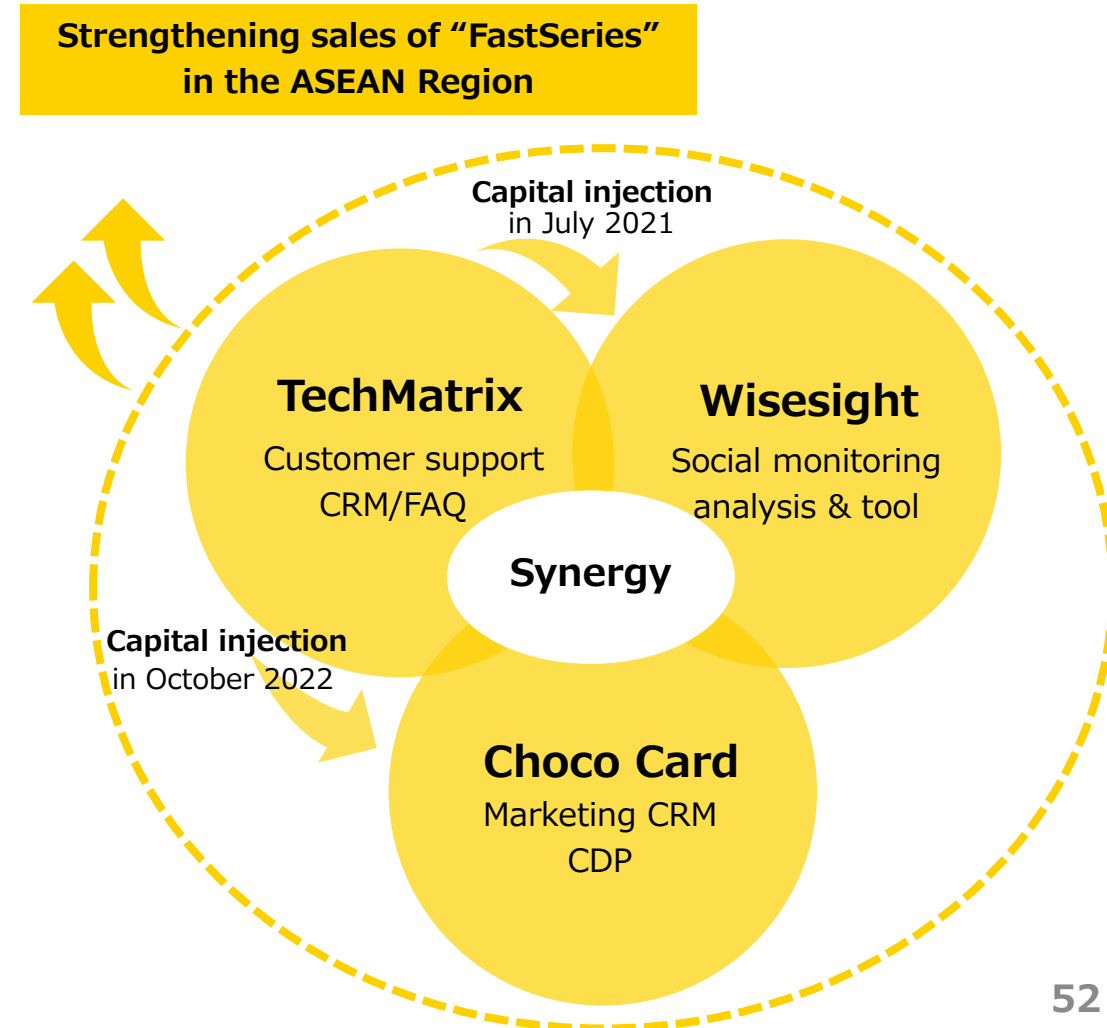 Strengthening sales of “FastSeries”
in the ASEAN Region
Capital injection
in July 2021
TechMatrix
Customer support
CRM/FAQ
Wisesight
Social monitoring
analysis & tool
Synergy
Capital injection
in October 2022
Choco Card
Marketing CRM
CDP
52